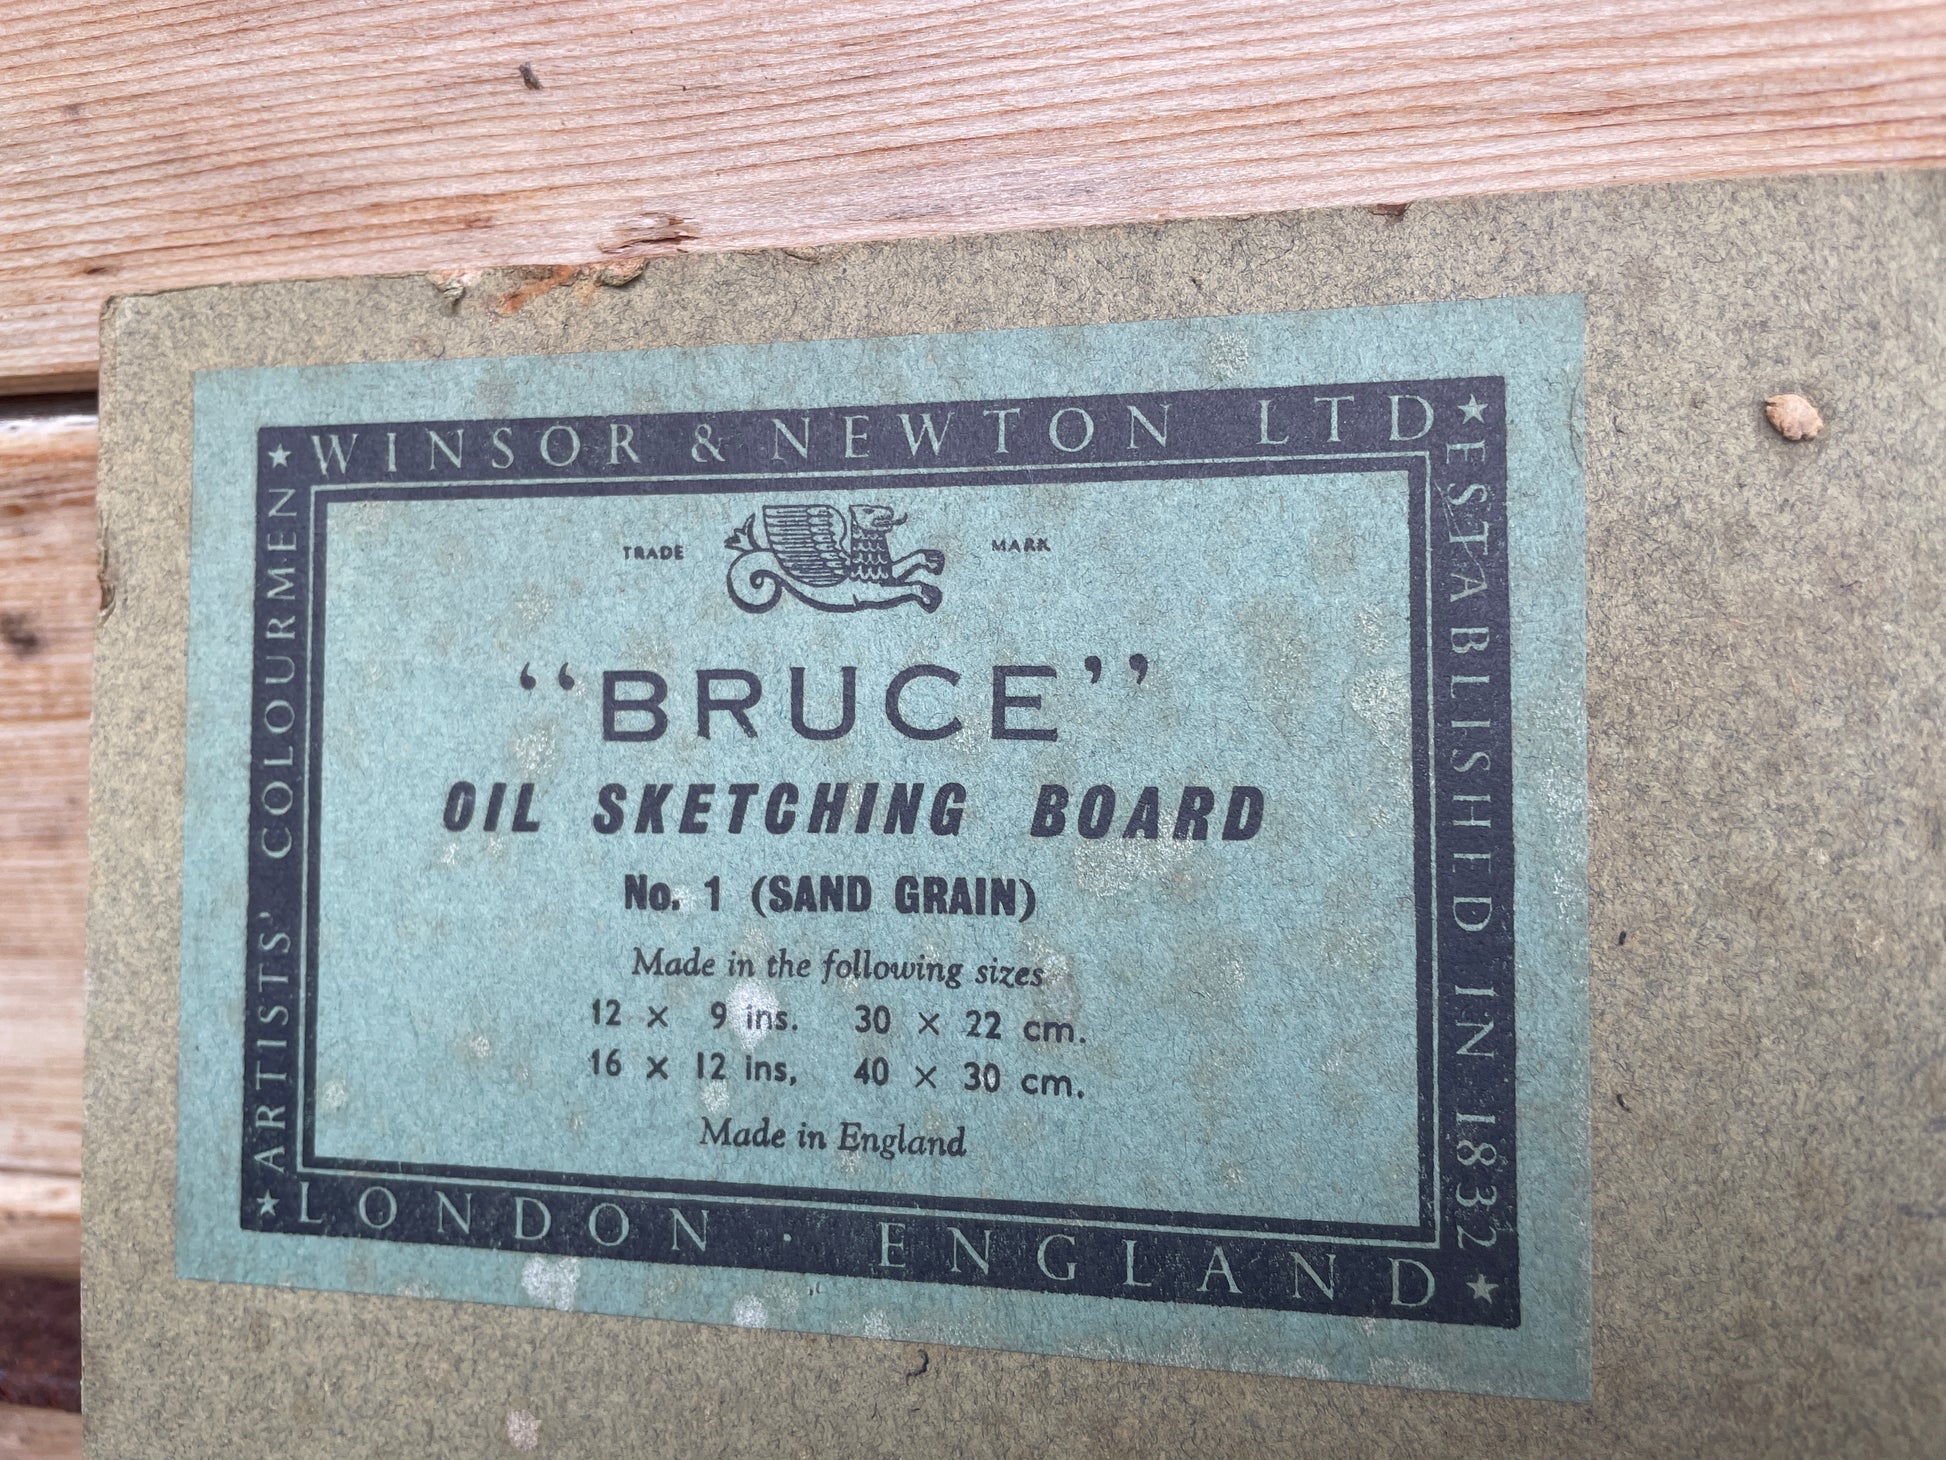 WINSOR & NEWTON LTD
ESTABLISHED IN 1832
LONDON · ENGLAND
ARTISTS' COLOURMEN
TRADE MARK
“BRUCE”
OIL SKETCHING BOARD
No. 1 (SAND GRAIN)
Made in the following sizes
12 × 9 ins. 30 × 22 cm.
16 × 12 ins. 40 × 30 cm.
Made in England